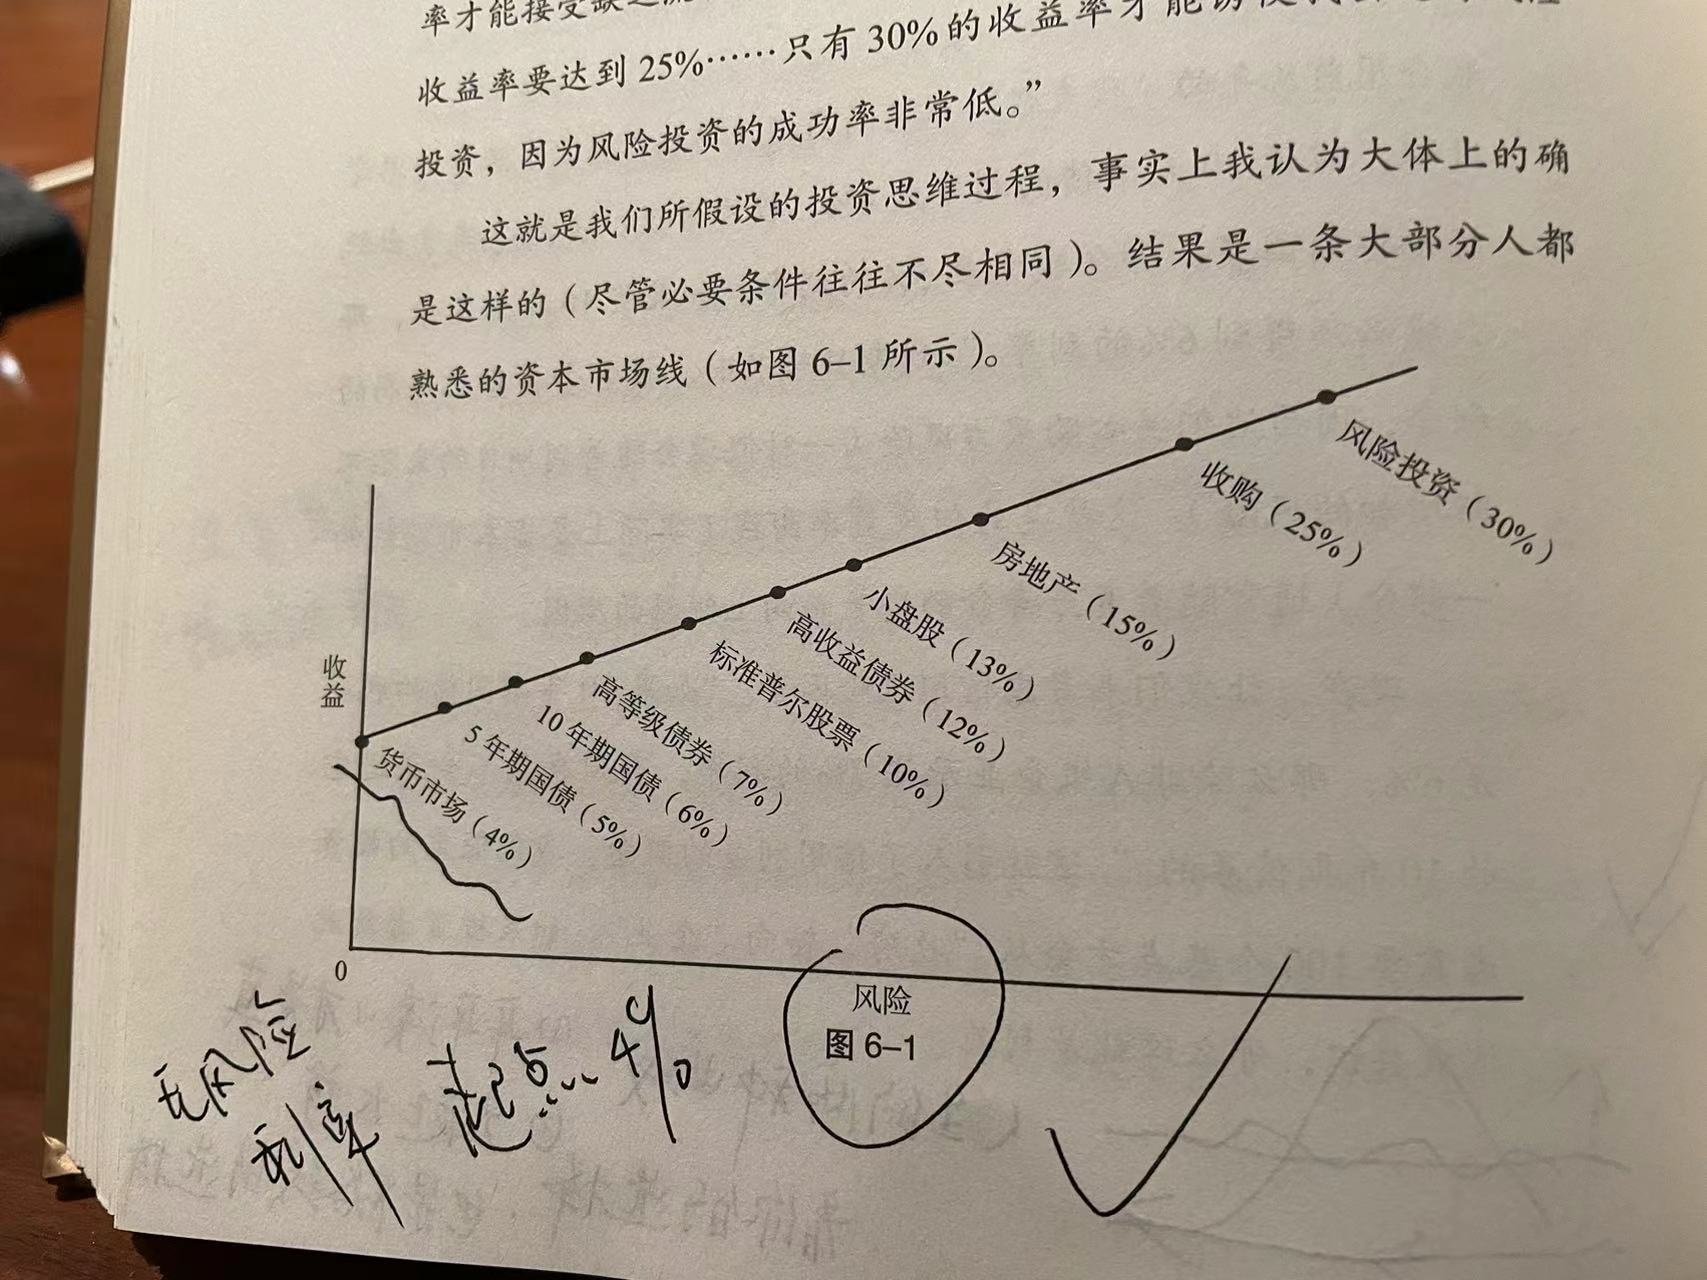 率才能接受缺乏流
收益率要达到 25%……只有 30%的收益率才能诱使我去
投资，因为风险投资的成功率非常低。”
这就是我们所假设的投资思维过程，事实上我认为大体上的确
是这样的（尽管必要条件往往不尽相同）。结果是一条大部分人都
熟悉的资本市场线（如图 6–1 所示）。
风险投资（30%）
收购（25%）
房地产（15%）
小盘股（13%）
高收益债券（12%）
标准普尔股票（10%）
高等级债券（7%）
10 年期国债（6%）
5 年期国债（5%）
货币市场（4%）
收益
0
风险
图 6–1
无风险
利率
起点.. 4%